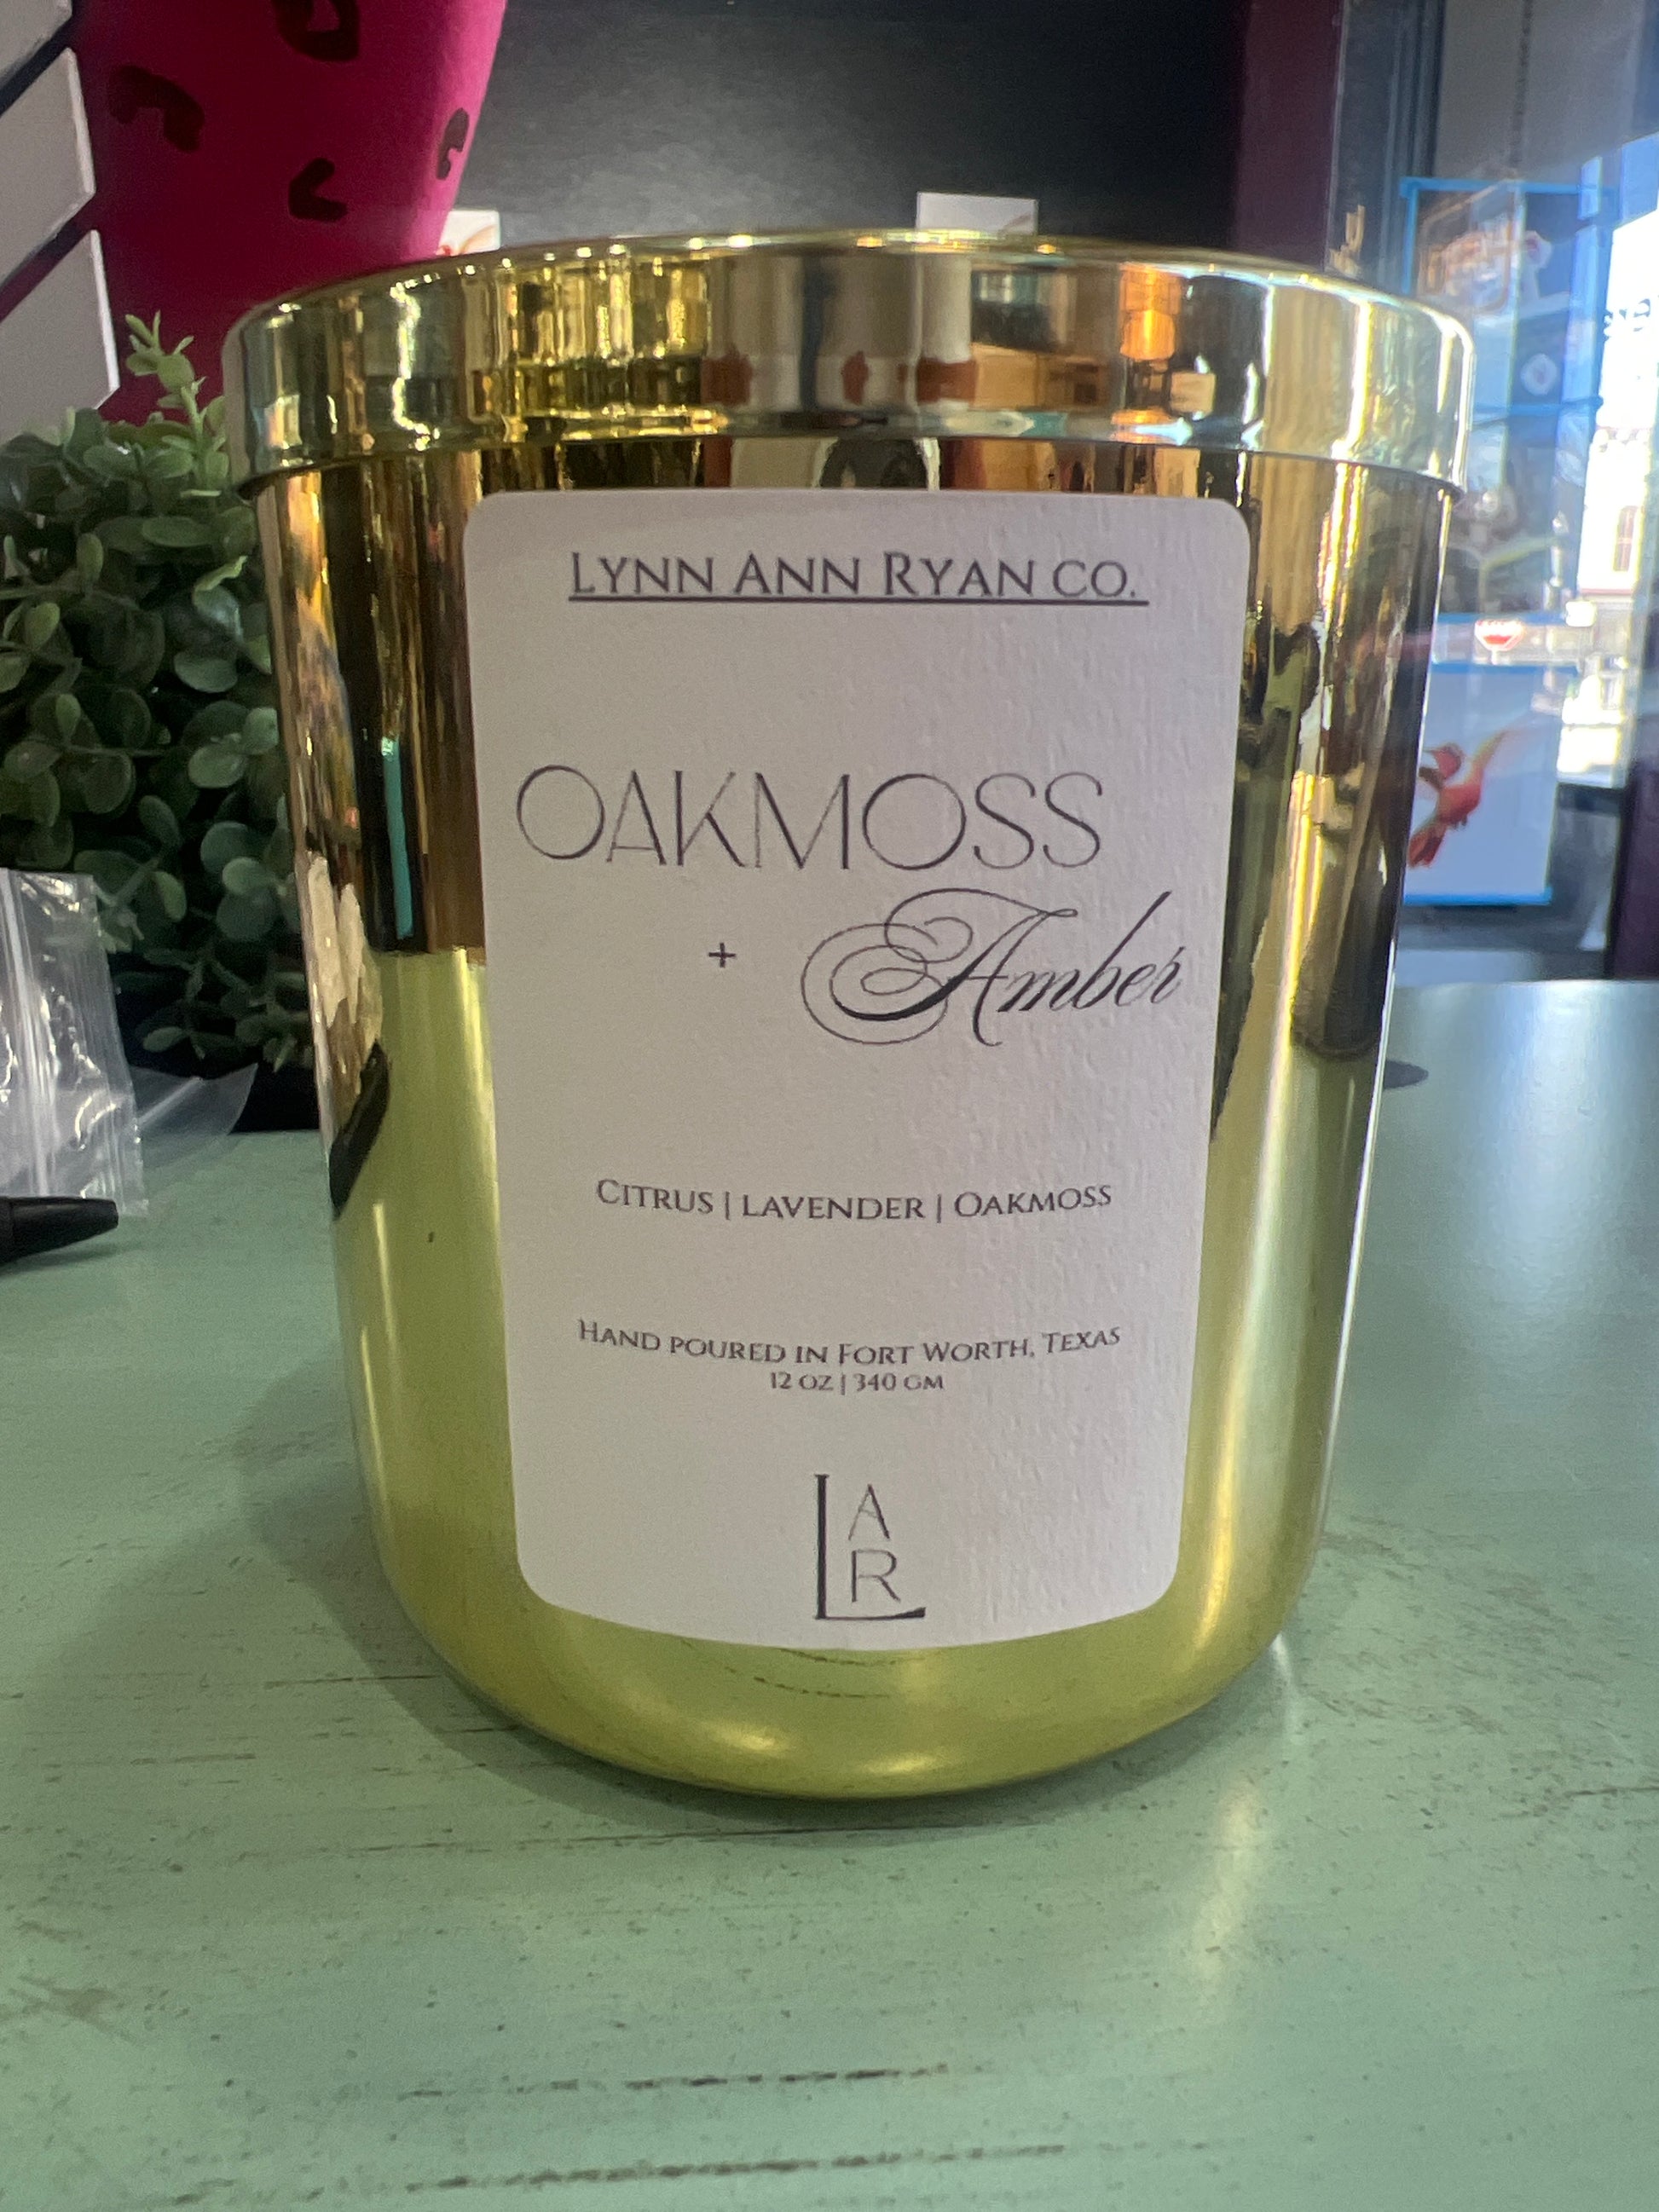 LYNN ANN RYAN CO.
OAKMOSS
+ Amber
CITRUS | LAVENDER | OAKMOSS
HAND POURED IN FORT WORTH, TEXAS
12 OZ | 340 GM
LAR